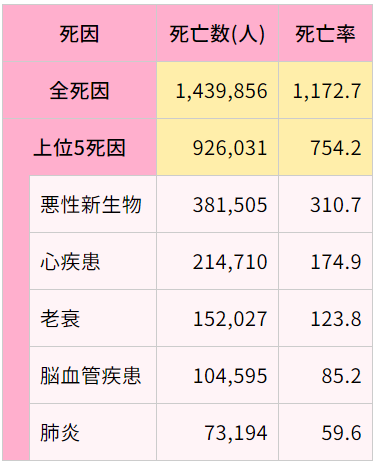 死因 死亡数(人) 死亡率
全死因 1,439,856 1,172.7
上位5死因 926,031 754.2
悪性新生物 381,505 310.7
心疾患 214,710 174.9
老衰 152,027 123.8
脳血管疾患 104,595 85.2
肺炎 73,194 59.6